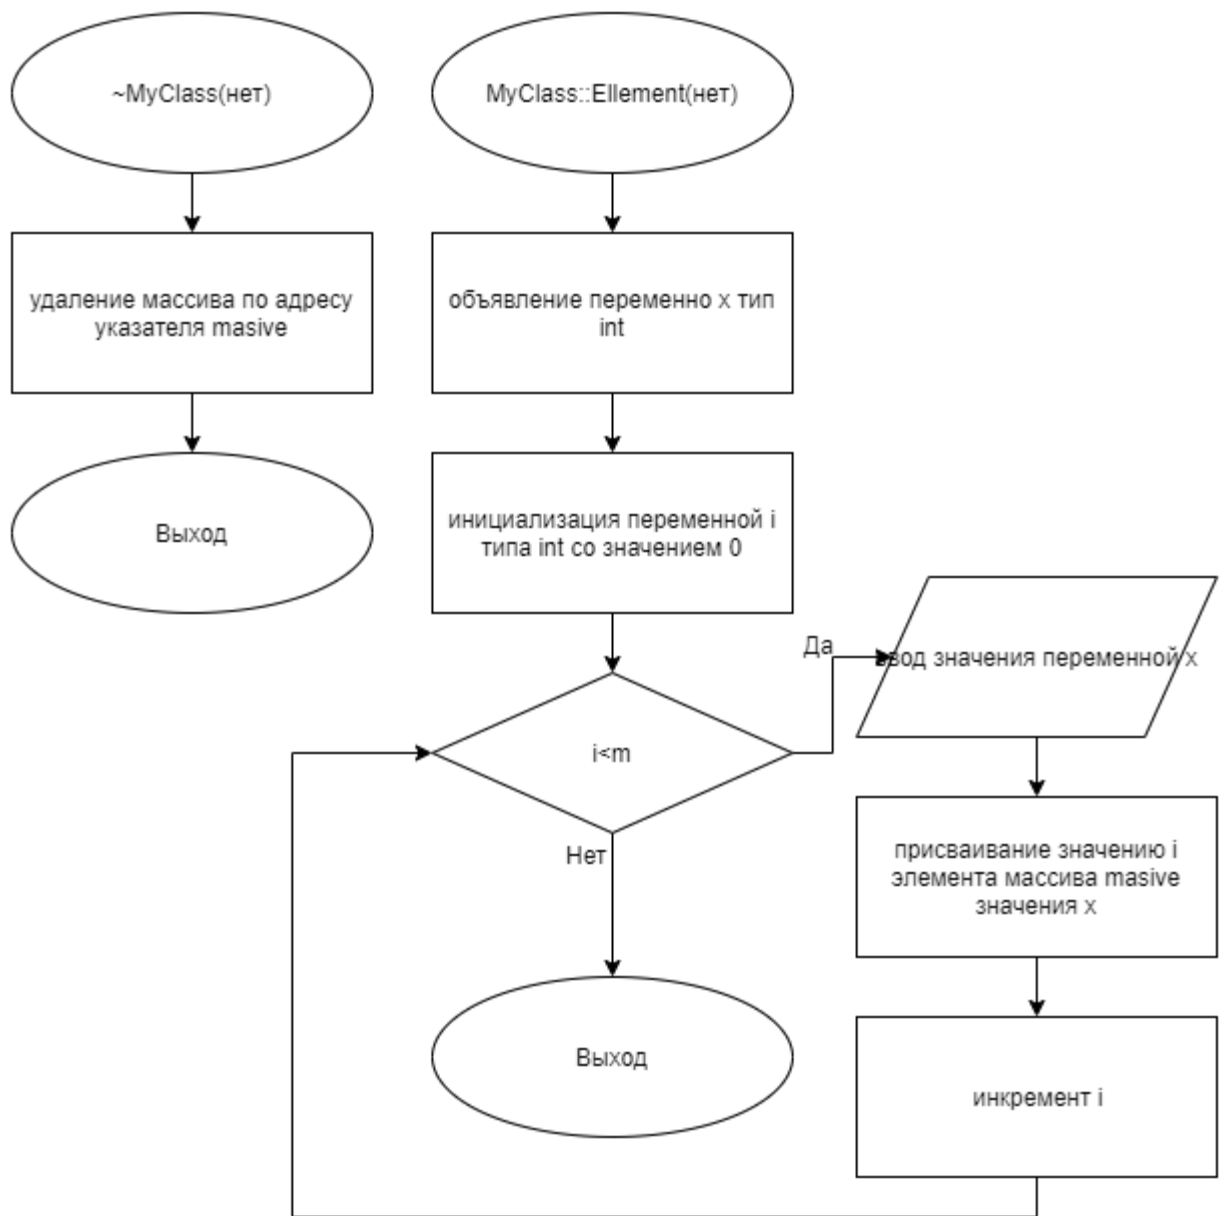 ~MyClass(нет)
удаление массива по адресу
указателя masive
Выход
MyClass::Ellement(нет)
объявление переменно x тип
int
инициализация переменной i
типа int со значением 0
i<m
Да
ввод значения переменной x
присваивание значению i
элемента массива masive
значения x
инкремент i
Нет
Выход